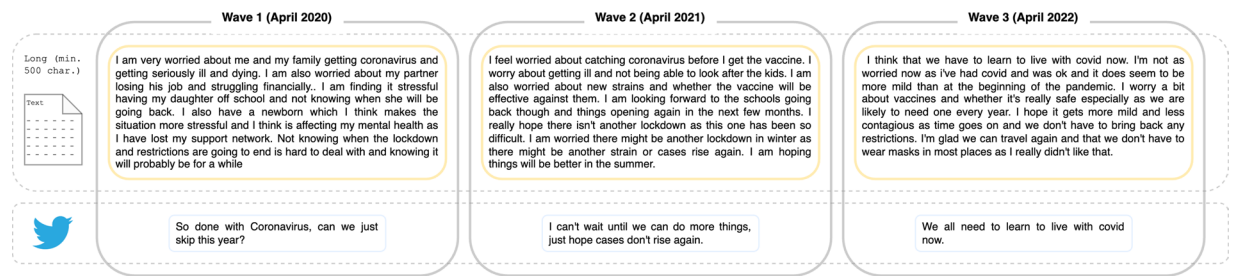 Wave 1 (April 2020)
Wave 2 (April 2021)
Wave 3 (April 2022)
Long (min.
500 char.)
Text
I am very worried about me and my family getting coronavirus and
getting seriously ill and dying. I am also worried about my partner
losing his job and struggling financially.. I am finding it stressful
having my daughter off school and not knowing when she will be
going back. I also have a newborn which I think makes the
situation more stressful and I think is affecting my mental health as
I have lost my support network. Not knowing when the lockdown
and restrictions are going to end is hard to deal with and knowing it
will probably be for a while
I feel worried about catching coronavirus before I get the vaccine. I
worry about getting ill and not being able to look after the kids. I am
also worried about new strains and whether the vaccine will be
effective against them. I am looking forward to the schools going
back though and things opening again in the next few months. I
really hope there isn't another lockdown as this one has been so
difficult. I am worried there might be another lockdown in winter as
there might be another strain or cases rise again. I am hoping
things will be better in the summer.
I think that we have to learn to live with covid now. I'm not as
worried now as i've had covid and was ok and it does seem to be
more mild than at the beginning of the pandemic. I worry a bit
about vaccines and whether it's really safe especially as we are
likely to need one every year. I hope it gets more mild and less
contagious as time goes on and we don't have to bring back any
restrictions. I'm glad we can travel again and that we don't have to
wear masks in most places as I really didn't like that.
So done with Coronavirus, can we just
skip this year?
I can't wait until we can do more things,
just hope cases don't rise again.
We all need to learn to live with covid
now.